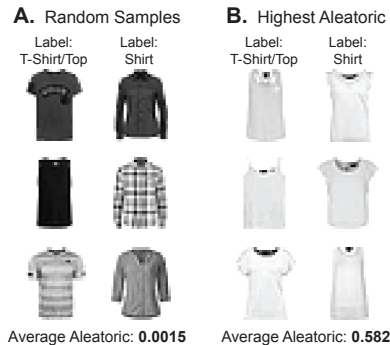 A. Random Samples
Label:
T-Shirt/Top
Label:
Shirt
Average Aleatoric: 0.0015
B. Highest Aleatoric
Label:
T-Shirt/Top
Label:
Shirt
Average Aleatoric: 0.582